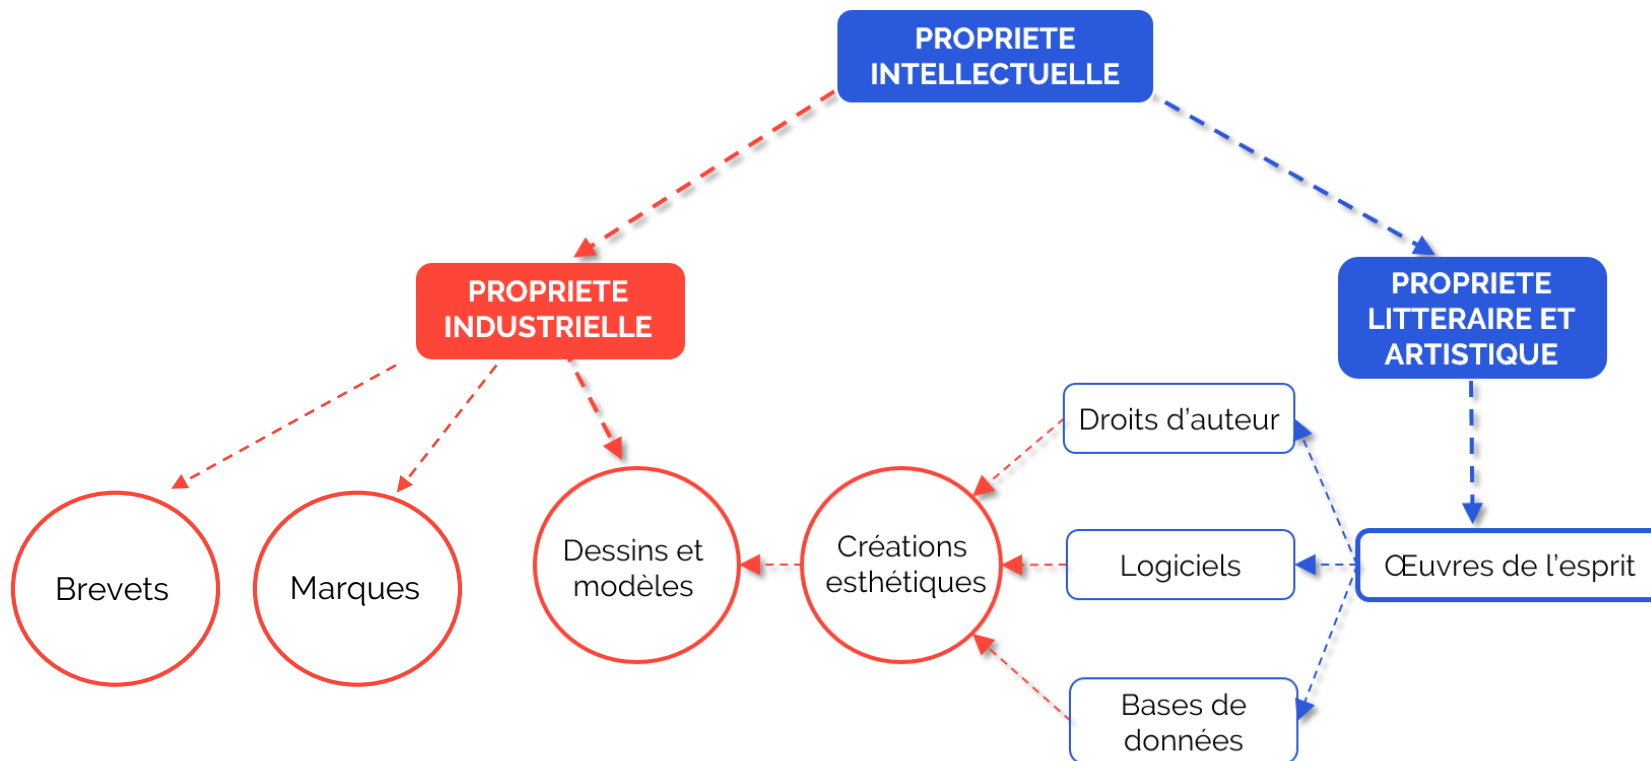 PROPRIETE
INTELLECTUELLE
PROPRIETE
INDUSTRIELLE
PROPRIETE
LITTERAIRE ET
ARTISTIQUE
Droits d’auteur
Brevets
Marques
Dessins et
modèles
Créations
esthétiques
Logiciels
Œuvres de l’esprit
Bases de
données